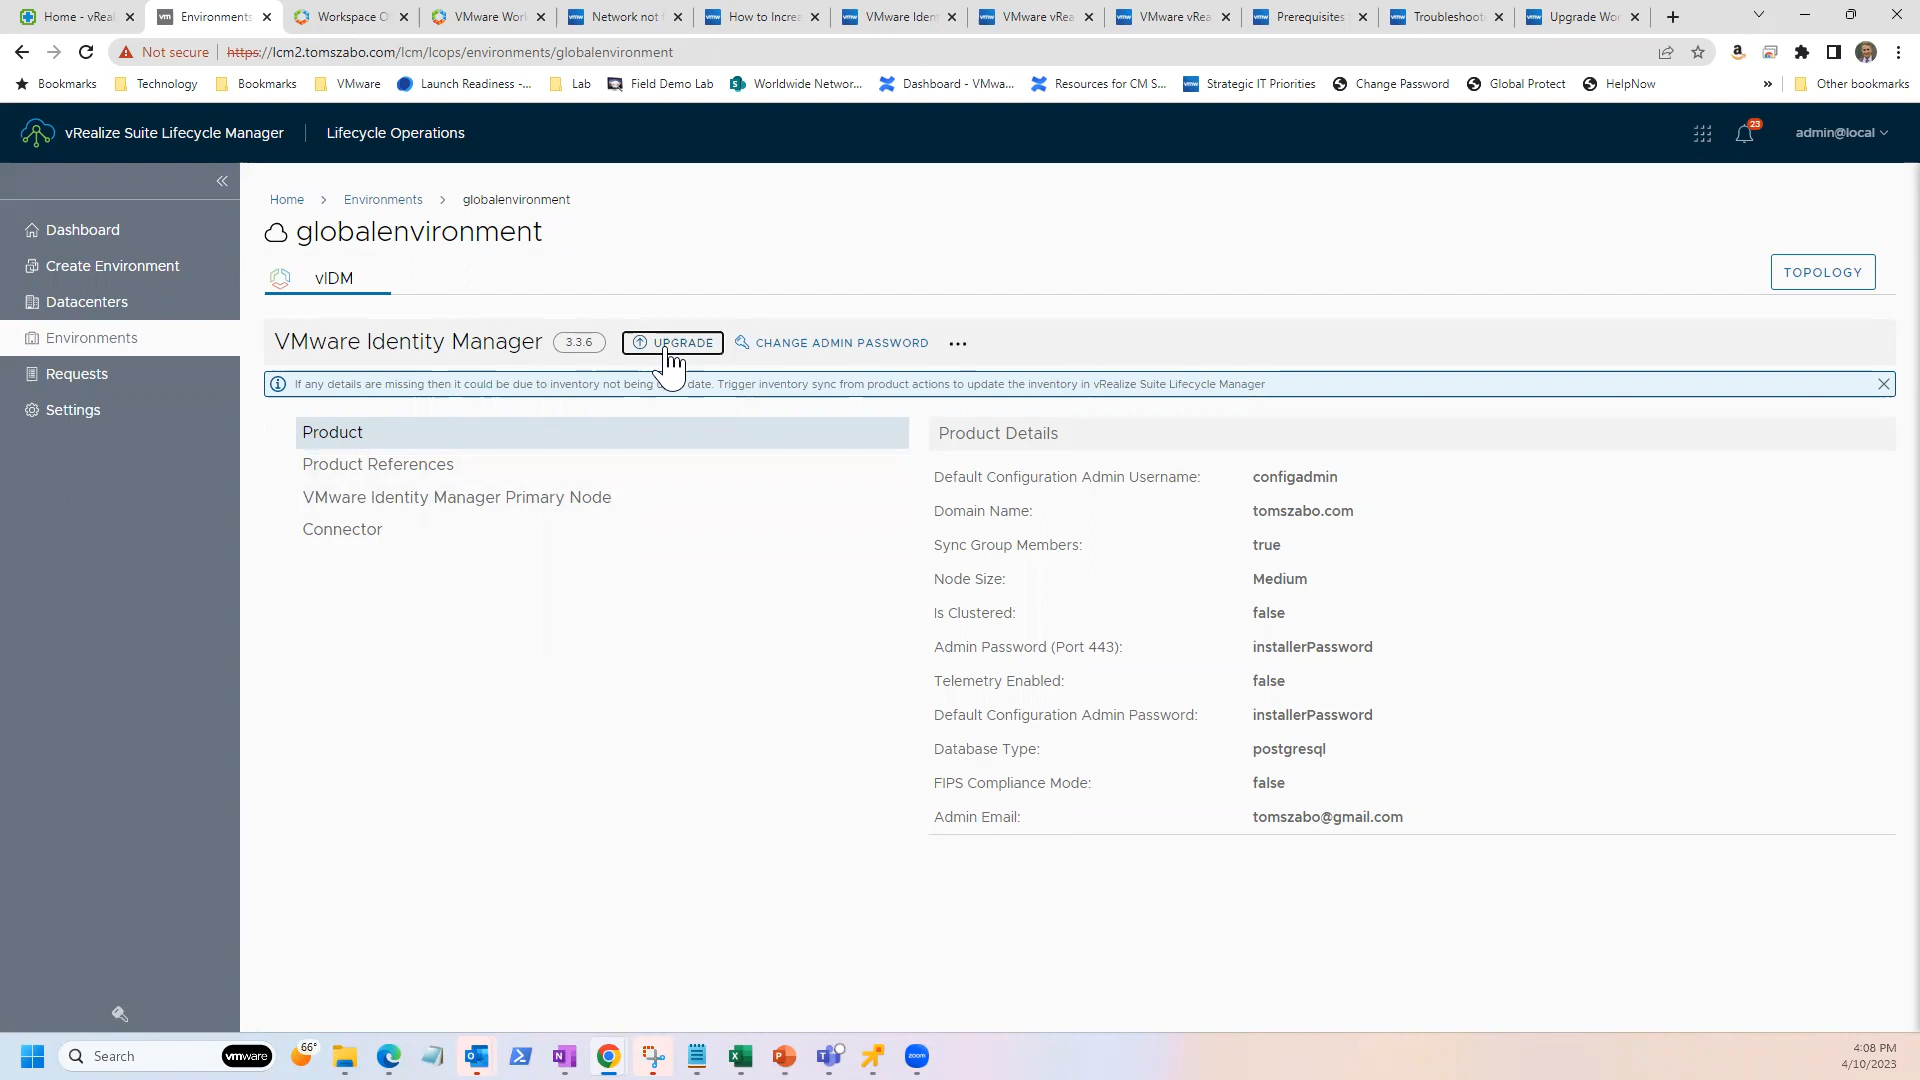 Home - vReal
Environments
Workspace O
VMware Work
Network not f
How to Increa
VMware Ident
VMware vRea
VMware vRea
Prerequisites
Troubleshoot
Upgrade Wor
Not secure
https://lcm2.tomszabo.com/lcm/lcops/environments/globalenvironment
Bookmarks
Technology
Bookmarks
VMware
Launch Readiness -...
Lab
Field Demo Lab
Worldwide Networ...
Dashboard - VMwa...
Resources for CM S...
Strategic IT Priorities
Change Password
Global Protect
HelpNow
»
Other bookmarks
vRealize Suite Lifecycle Manager
Lifecycle Operations
23
admin@local
Dashboard
Create Environment
Datacenters
Environments
Requests
Settings
Home > Environments > globalenvironment
globalenvironment
vIDM
TOPOLOGY
VMware Identity Manager
3.3.6
UPGRADE
CHANGE ADMIN PASSWORD
If any details are missing then it could be due to inventory not being date. Trigger inventory sync from product actions to update the inventory in vRealize Suite Lifecycle Manager
Product
Product References
VMware Identity Manager Primary Node
Connector
Product Details
Default Configuration Admin Username: configadmin
Domain Name: tomszabo.com
Sync Group Members: true
Node Size: Medium
Is Clustered: false
Admin Password (Port 443): installerPassword
Telemetry Enabled: false
Default Configuration Admin Password: installerPassword
Database Type: postgresql
FIPS Compliance Mode: false
Admin Email: tomszabo@gmail.com
Search
vmware
66°
zoom
4:08 PM
4/10/2023